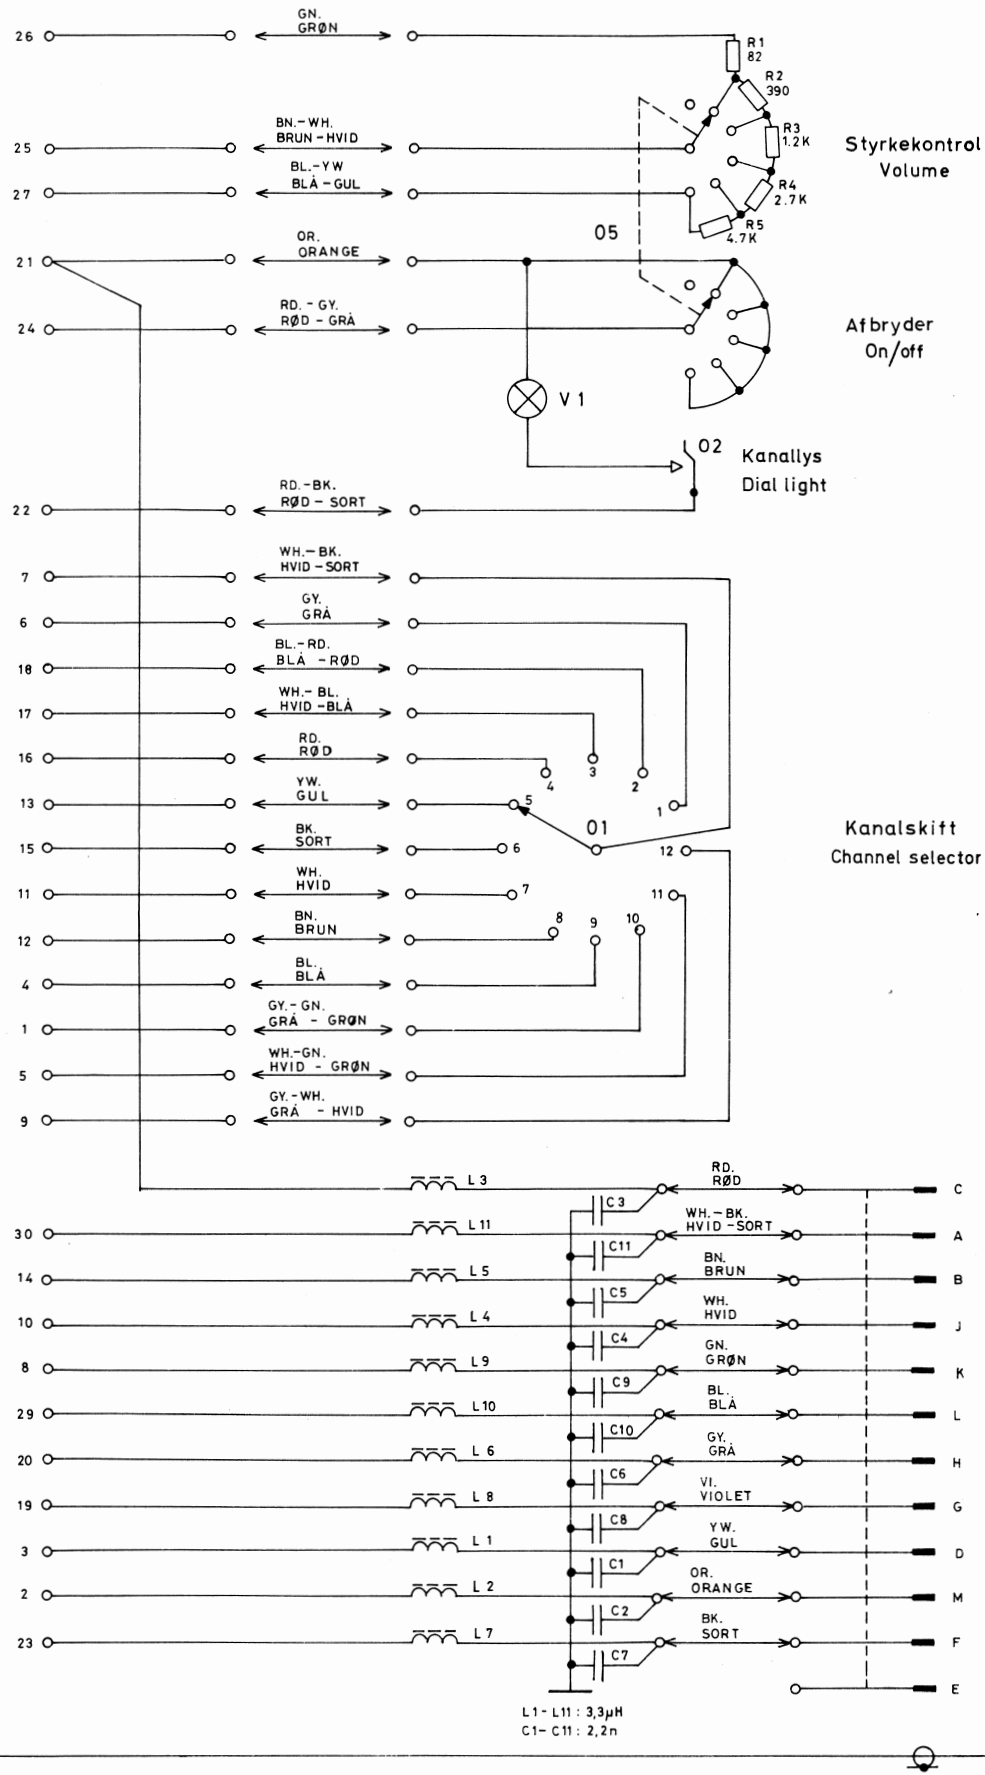 GN.
26
GRØN
R1
82
R2
390
BN.-WH.
BRUN-HVID
25
R3
1.2K
Styrkekontrol
Volume
BL.-YW
BLÅ-GUL
27
R4
2.7K
R5
4.7K
O5
OR.
ORANGE
21
RD.-GY.
RØD-GRÅ
24
Afbryder
On/off
V1
O2
Kanallys
Dial light
RD.-BK.
RØD-SORT
22
WH.-BK.
HVID-SORT
7
GY.
GRÅ
6
BL.-RD.
BLÅ-RØD
18
WH.-BL.
HVID-BLÅ
17
RD.
RØD
16
4
3
2
YW.
GUL
13
5
1
BK.
SORT
15
6
O1
12
Kanalskift
Channel selector
WH.
HVID
11
7
11
BN.
BRUN
12
8
9
10
BL.
BLÅ
4
GY.-GN.
GRÅ - GRØN
1
WH.-GN.
HVID - GRØN
5
GY.-WH.
GRÅ - HVID
9
L3
RD.
RØD
C
C3
30
L11
WH.-BK.
HVID-SORT
A
C11
14
L5
BN.
BRUN
B
C5
10
L4
WH.
HVID
J
C4
8
L9
GN.
GRØN
K
C9
29
L10
BL.
BLÅ
L
C10
20
L6
GY.
GRÅ
H
C6
19
L8
VI.
VIOLET
G
C8
3
L1
YW.
GUL
D
C1
2
L2
OR.
ORANGE
M
C2
23
L7
BK.
SORT
F
C7
E
L1-L11: 3,3µH
C1-C11: 2,2n